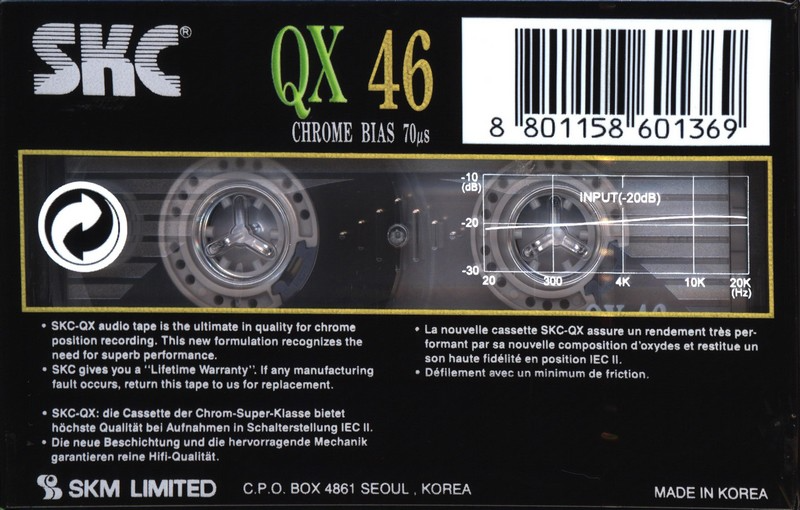 SKC®
QX 46
CHROME BIAS 70µs
8 801158 601369
-10
(dB)
-20
-30
INPUT(-20dB)
20 300 4K 10K 20K
(Hz)
• SKC-QX audio tape is the ultimate in quality for chrome
position recording. This new formulation recognizes the
need for superb performance.
• SKC gives you a "Lifetime Warranty". If any manufacturing
fault occurs, return this tape to us for replacement.
• SKC-QX: die Cassette der Chrom-Super-Klasse bietet
höchste Qualität bei Aufnahmen in Schalterstellung IEC II.
• Die neue Beschichtung und die hervorragende Mechanik
garantieren reine Hifi-Qualität.
• La nouvelle cassette SKC-QX assure un rendement très per-
formant par sa nouvelle composition d'oxydes et restitue un
son haute fidélité en position IEC II.
• Défilement avec un minimum de friction.
SKM LIMITED C.P.O. BOX 4861 SEOUL , KOREA
MADE IN KOREA